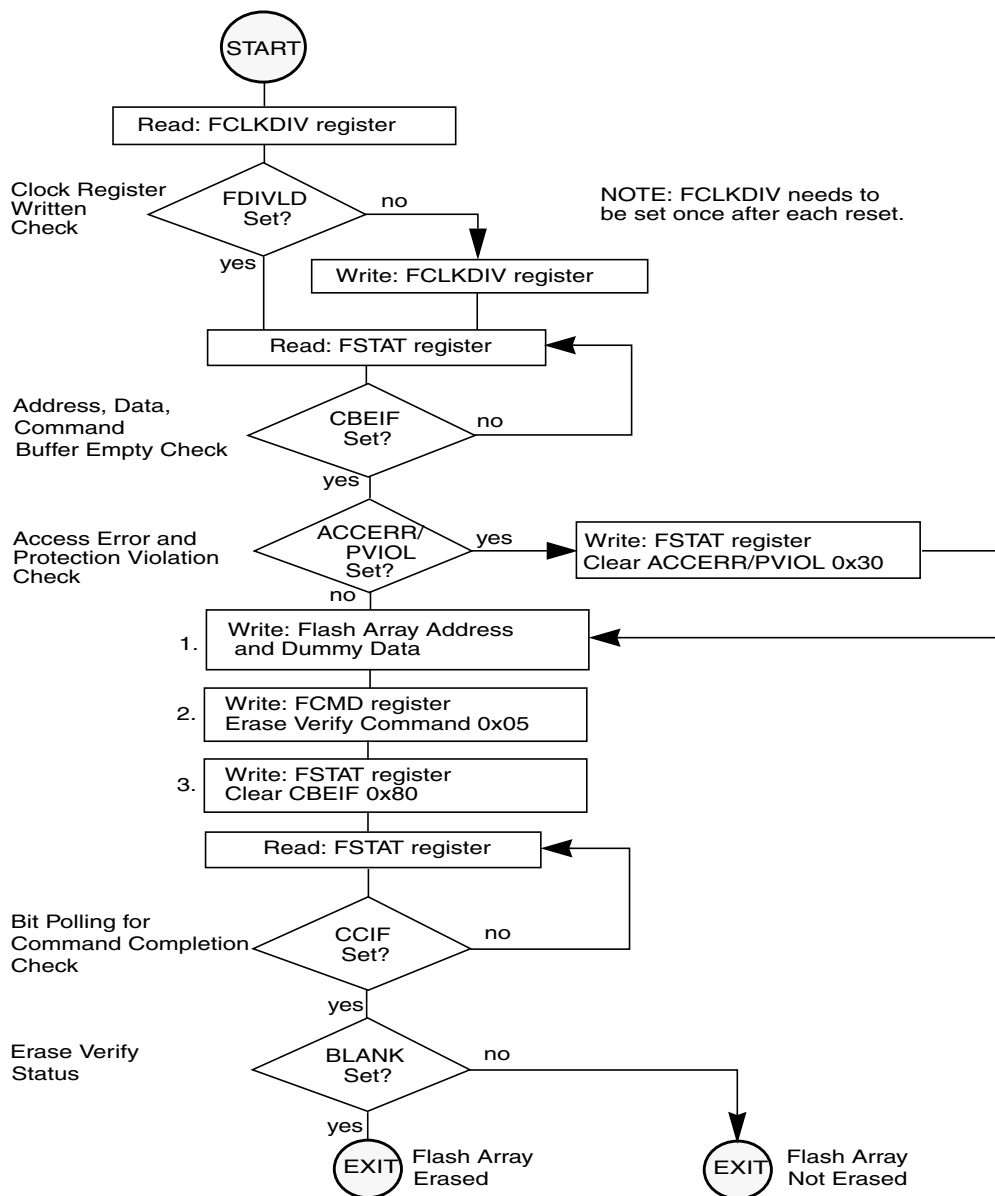 START
Read: FCLKDIV register
Clock Register
Written
Check
FDIVLD
Set?
no
yes
NOTE: FCLKDIV needs to
be set once after each reset.
Write: FCLKDIV register
Read: FSTAT register
Address, Data,
Command
Buffer Empty Check
CBEIF
Set?
no
yes
Access Error and
Protection Violation
Check
ACCERR/
PVIOL
Set?
yes
no
Write: FSTAT register
Clear ACCERR/PVIOL 0x30
1.
Write: Flash Array Address
and Dummy Data
2.
Write: FCMD register
Erase Verify Command 0x05
3.
Write: FSTAT register
Clear CBEIF 0x80
Read: FSTAT register
Bit Polling for
Command Completion
Check
CCIF
Set?
no
yes
Erase Verify
Status
BLANK
Set?
no
yes
EXIT
Flash Array
Erased
EXIT
Flash Array
Not Erased